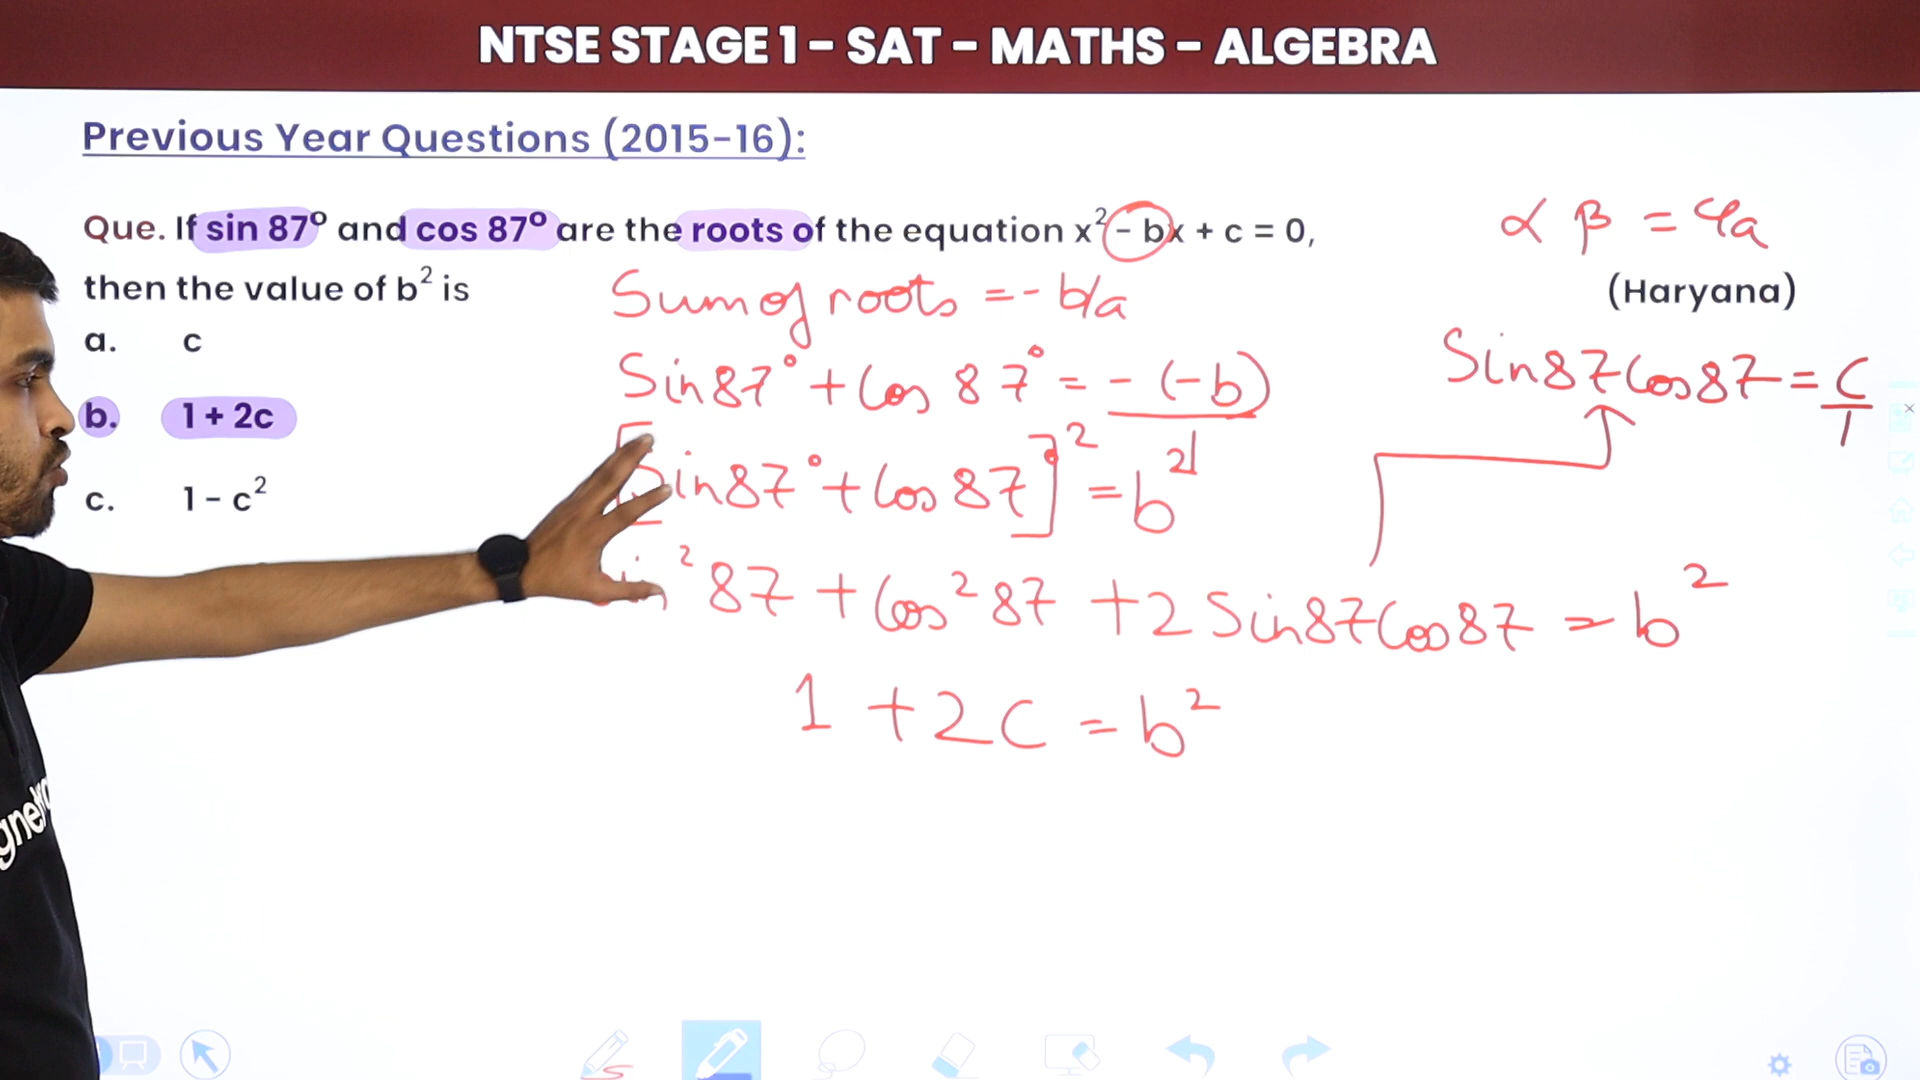 NTSE STAGE 1 - SAT - MATHS - ALGEBRA
Previous Year Questions (2015-16):
Que. If sin 87° and cos 87° are the roots of the equation x² - bx + c = 0,
then the value of b² is
(Haryana)
a. c
b. 1 + 2c
c. 1 - c²
α β = c/a
Sum of roots = - b/a
Sin 87° + Cos 87° = - (-b)
Sin87 Cos87 = c/1
Sin87° + Cos 87]² = b²
² 87 + Cos² 87 + 2 Sin87 Cos87 = b²
1 + 2C = b²